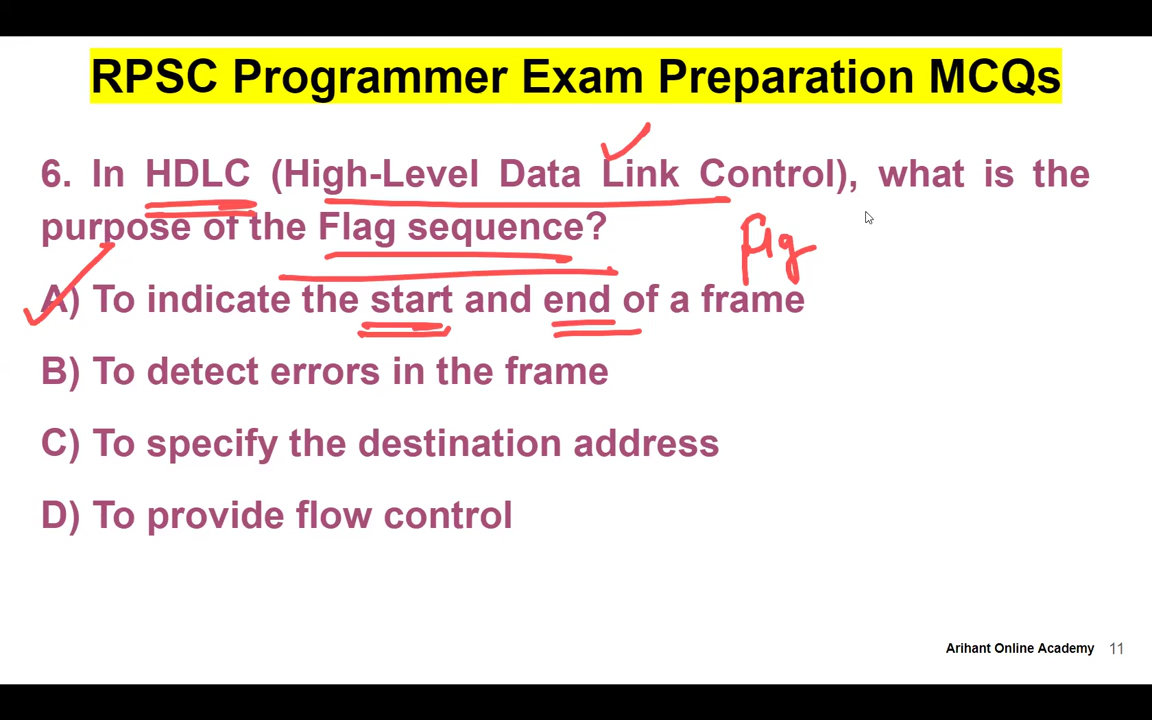 RPSC Programmer Exam Preparation MCQs
6. In HDLC (High-Level Data Link Control), what is the
purpose of the Flag sequence?
A) To indicate the start and end of a frame
B) To detect errors in the frame
C) To specify the destination address
D) To provide flow control
Arihant Online Academy 11